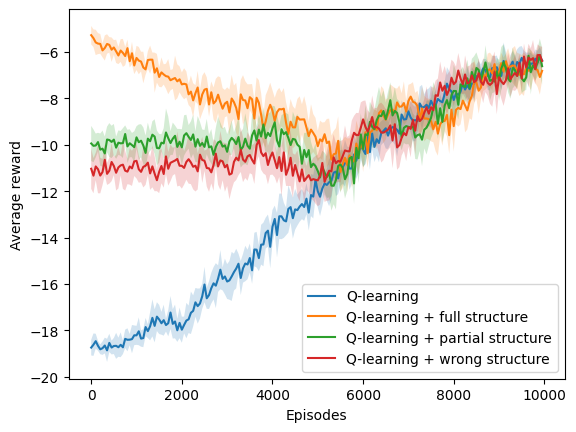 Average reward
−6
−8
−10
−12
−14
−16
−18
−20
0
2000
4000
6000
8000
10000
Episodes
Q-learning
Q-learning + full structure
Q-learning + partial structure
Q-learning + wrong structure